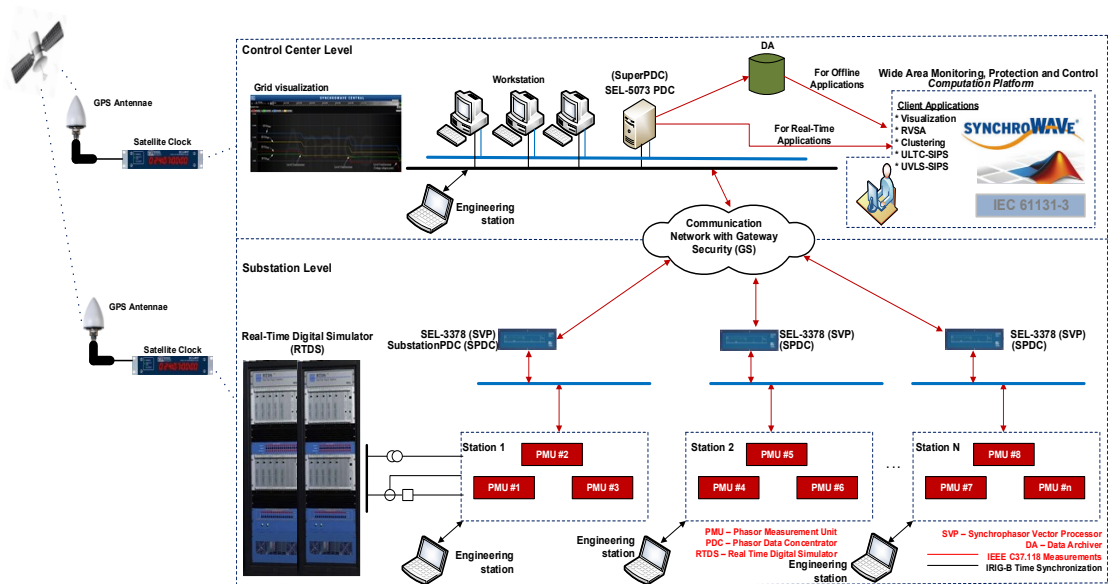 Control Center Level
DA
(SuperPDC)
SEL-5073 PDC
For Offline
Applications
Workstation
Wide Area Monitoring, Protection and Control
Computation Platform
Grid visualization
SYNCHROWAVE CENTRAL
GPS Antennae
Client Applications
* Visualization
* RVSA
* Clustering
* ULTC-SIPS
* UVLS-SIPS
SYNCHROWAVE®
For Real-Time
Applications
Satellite Clock
IEC 61131-3
Engineering
station
Communication
Network with Gateway
Security (GS)
Substation Level
GPS Antennae
Real-Time Digital Simulator
(RTDS)
SEL-3378 (SVP)
SubstationPDC (SPDC)
SEL-3378 (SVP)
(SPDC)
SEL-3378 (SVP)
(SPDC)
Satellite Clock
Station 1
PMU #2
PMU #1
PMU #3
Station 2
PMU #5
PMU #4
PMU #6
...
Station N
PMU #8
PMU #7
PMU #n
Engineering
station
Engineering
station
PMU – Phasor Measurement Unit
PDC – Phasor Data Concentrator
RTDS – Real Time Digital Simulator
Engineering
station
SVP – Synchrophasor Vector Processor
DA – Data Archiver
IEEE C37.118 Measurements
IRIG-B Time Synchronization